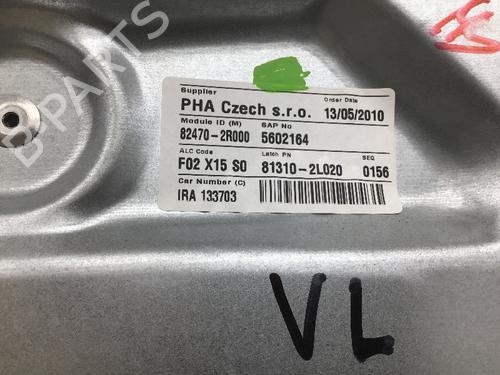 Supplier Order Date
PHA Czech s.r.o. 13/05/2010
Module ID (M) SAP No
82470-2R000 5602164
ALC Code Latch PN SEQ
F02 X15 S0 81310-2L020 0156
Car Number (C)
IRA 133703
VL
B PARTS